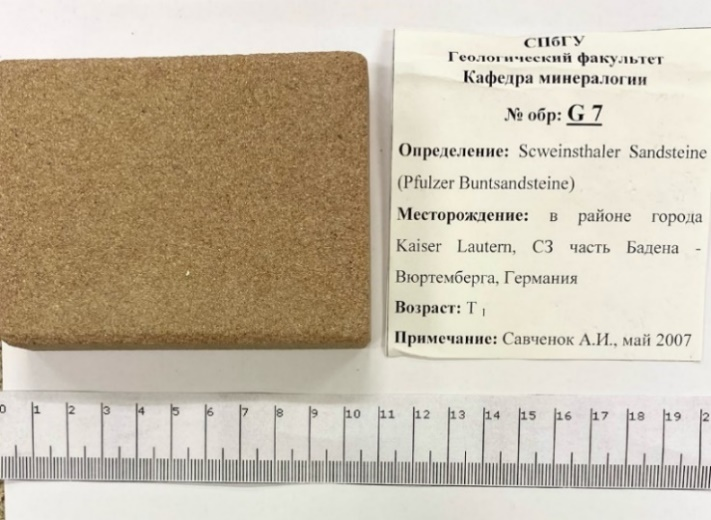 СПбГУ
Геологический факультет
Кафедра минералогии
№ обр: G 7
Определение: Scweinsthaler Sandsteine
(Pfulzer Buntsandsteine)
Месторождение: в районе города
Kaiser Lautern, СЗ часть Бадена -
Вюртемберга, Германия
Возраст: T 1
Примечание: Савченок А.И., май 2007
0 1 2 3 4 5 6 7 8 9 10 11 12 13 14 15 16 17 18 19 2